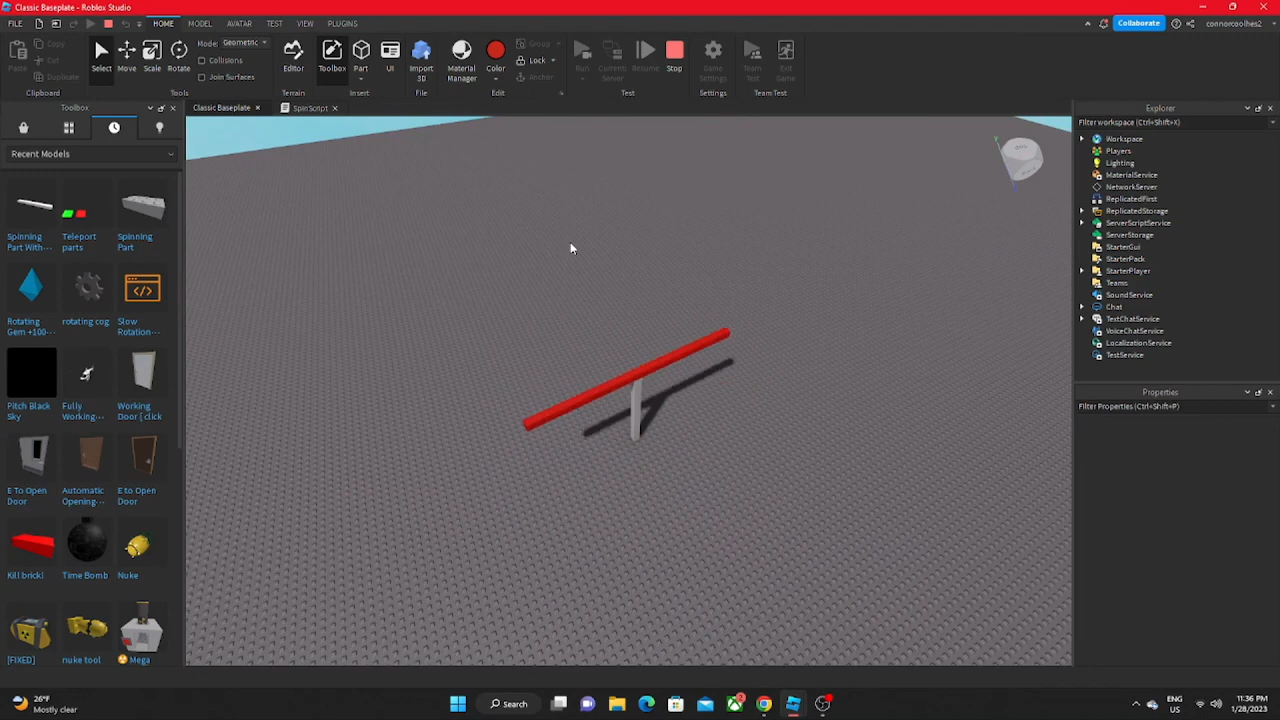 Classic Baseplate - Roblox Studio
FILE HOME MODEL AVATAR TEST VIEW PLUGINS
Collaborate connorcoolhes2
Paste Copy Cut Duplicate
Select Move Scale Rotate
Mode: Geometric
Collisions
Join Surfaces
Editor Toolbox Part UI Import 3D Material Manager Color
Group
Lock
Anchor
Run Current: Server Resume Stop Game Settings Team Test Exit Game
Clipboard Tools Terrain Insert File Edit Test Settings Team Test
Toolbox
Classic Baseplate SpinScript
Recent Models
Spinning Part With... Teleport parts Spinning Part
Rotating Gem +100... rotating cog Slow Rotation...
Pitch Black Sky Fully Working... Working Door [ click
E To Open Door Automatic Opening... E to Open Door
Kill brick! Time Bomb Nuke
[FIXED] nuke tool Mega
Explorer
Filter workspace (Ctrl+Shift+X)
Workspace
Players
Lighting
MaterialService
NetworkServer
ReplicatedFirst
ReplicatedStorage
ServerScriptService
ServerStorage
StarterGui
StarterPack
StarterPlayer
Teams
SoundService
Chat
TextChatService
VoiceChatService
LocalizationService
TestService
Properties
Filter Properties (Ctrl+Shift+P)
26°F
Mostly clear
Search
ENG
US
11:36 PM
1/28/2023